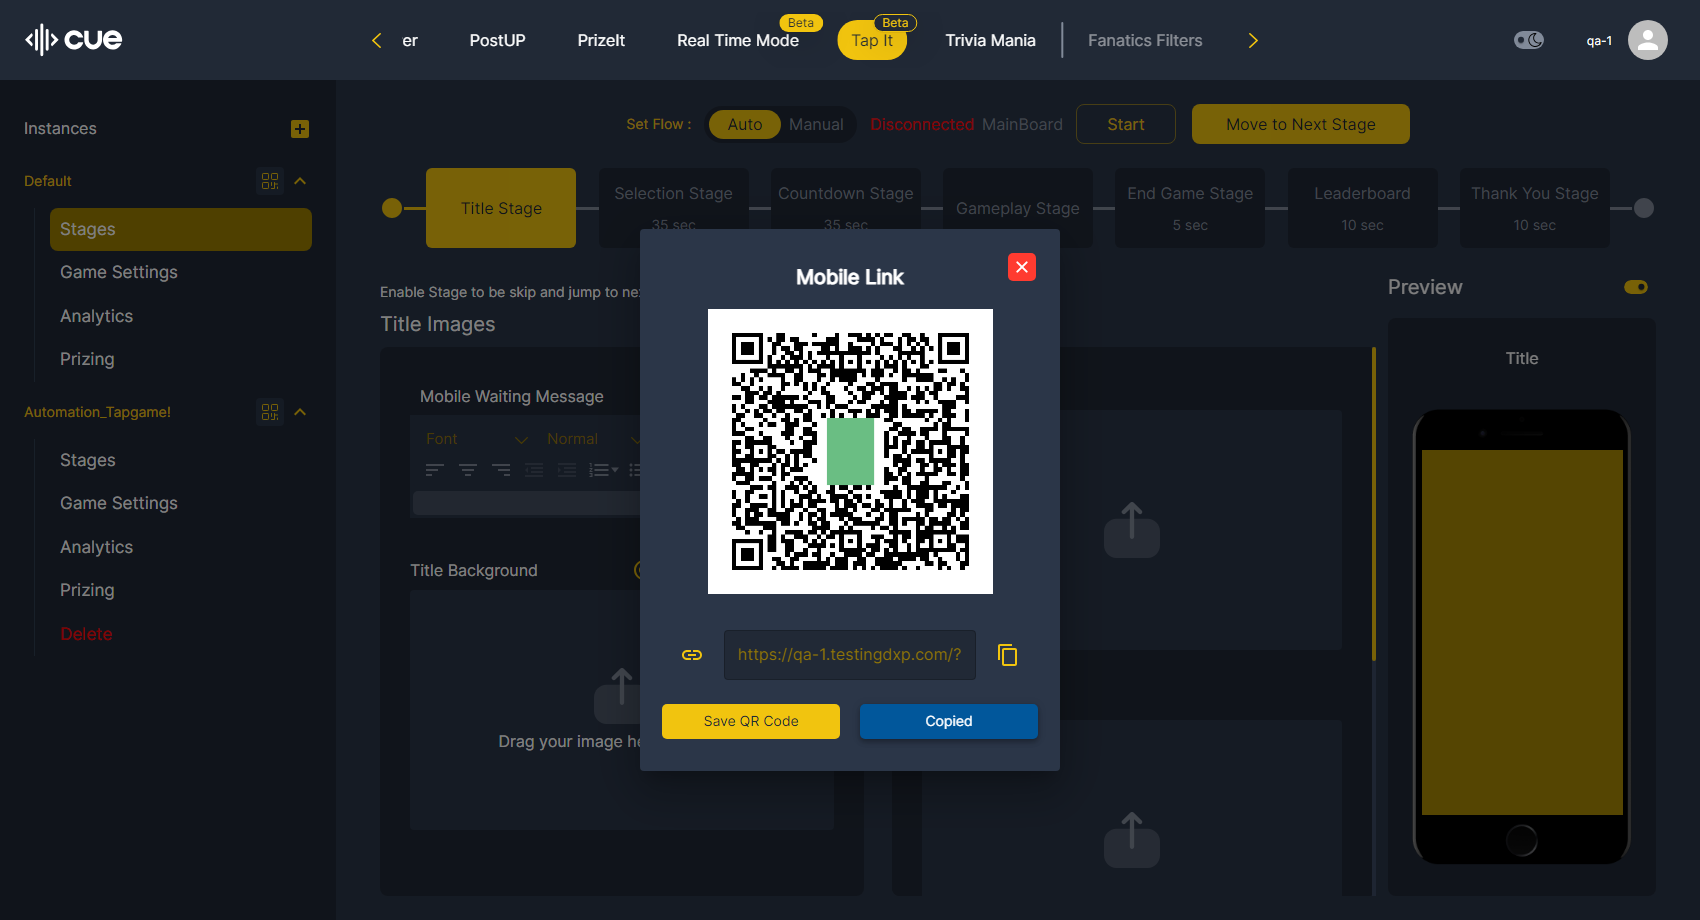 cue
er
PostUP
PrizeIt
Real Time Mode
Beta
Tap It
Beta
Trivia Mania
Fanatics Filters
qa-1
Instances
Default
Stages
Game Settings
Analytics
Prizing
Automation_Tapgame!
Stages
Game Settings
Analytics
Prizing
Delete
Set Flow :
Auto
Manual
Disconnected MainBoard
Start
Move to Next Stage
Title Stage
Selection Stage
35 sec
Countdown Stage
35 sec
Gameplay Stage
End Game Stage
5 sec
Leaderboard
10 sec
Thank You Stage
10 sec
Enable Stage to be skip and jump to ne
Title Images
Mobile Waiting Message
Font
Normal
Title Background
Drag your image he
Mobile Link
https://qa-1.testingdxp.com/?
Save QR Code
Copied
Preview
Title